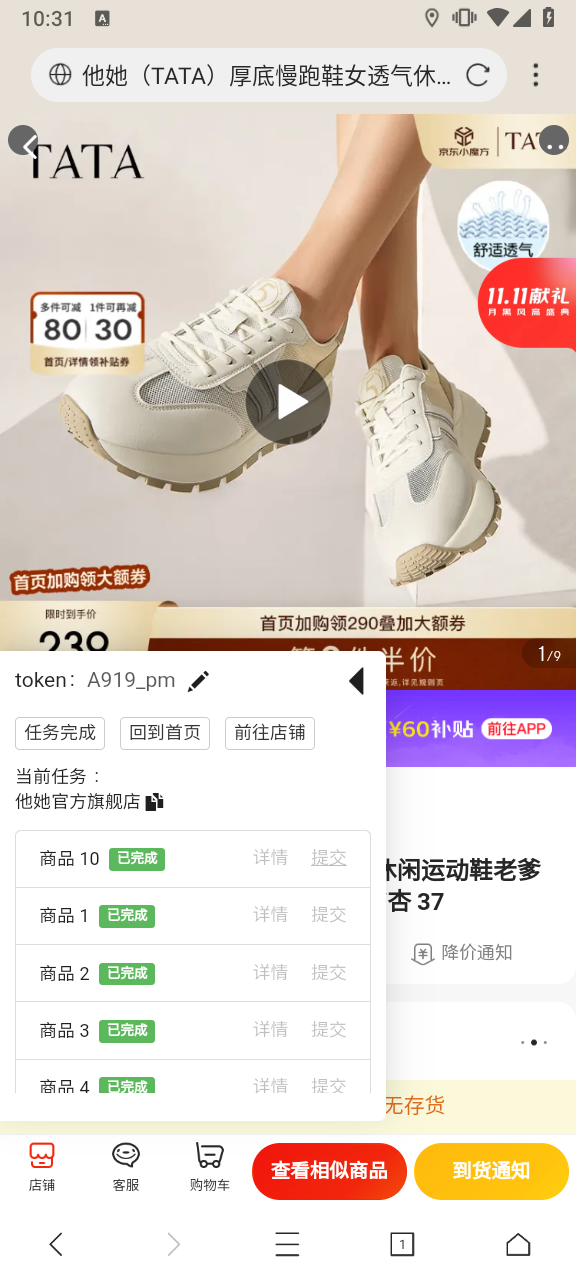 10:31
A
他她（TATA）厚底慢跑鞋女透气休...
TATA
京东小魔方
舒适透气
11.11献礼
月黑风高盛典
多件可减 1件可再减
80 30
首页/详情领补贴券
首页加购领大额券
限时到手价
239
首页加购领290叠加大额券
件半价
1/9
token： A919_pm
任务完成 回到首页 前往店铺
¥60补贴 前往APP
当前任务：
他她官方旗舰店
商品 10 已完成 详情 提交
休闲运动鞋老爹
杏 37
商品 1 已完成 详情 提交
降价通知
商品 2 已完成 详情 提交
商品 3 已完成 详情 提交
商品 4 已完成 详情 提交
无存货
店铺 客服 购物车 查看相似商品 到货通知
1